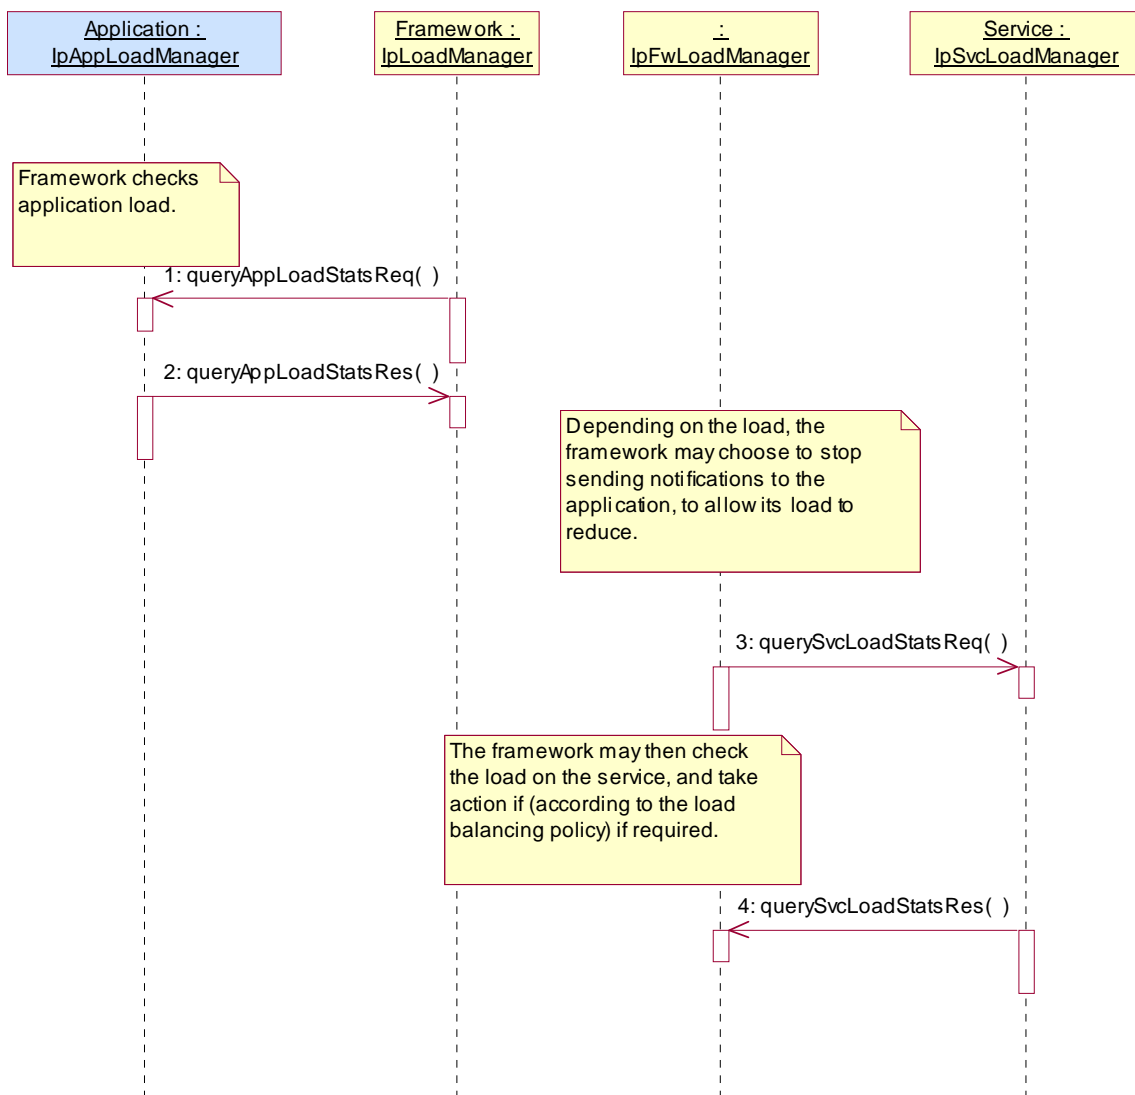 Application :
IpAppLoadManager
Framework :
IpLoadManager
:
IpFwLoadManager
Service :
IpSvcLoadManager
Framework checks
application load.
1: queryAppLoadStatsReq( )
2: queryAppLoadStatsRes( )
Depending on the load, the
framework may choose to stop
sending notifications to the
application, to allow its load to
reduce.
3: querySvcLoadStatsReq( )
The framework may then check
the load on the service, and take
action if (according to the load
balancing policy) if required.
4: querySvcLoadStatsRes( )